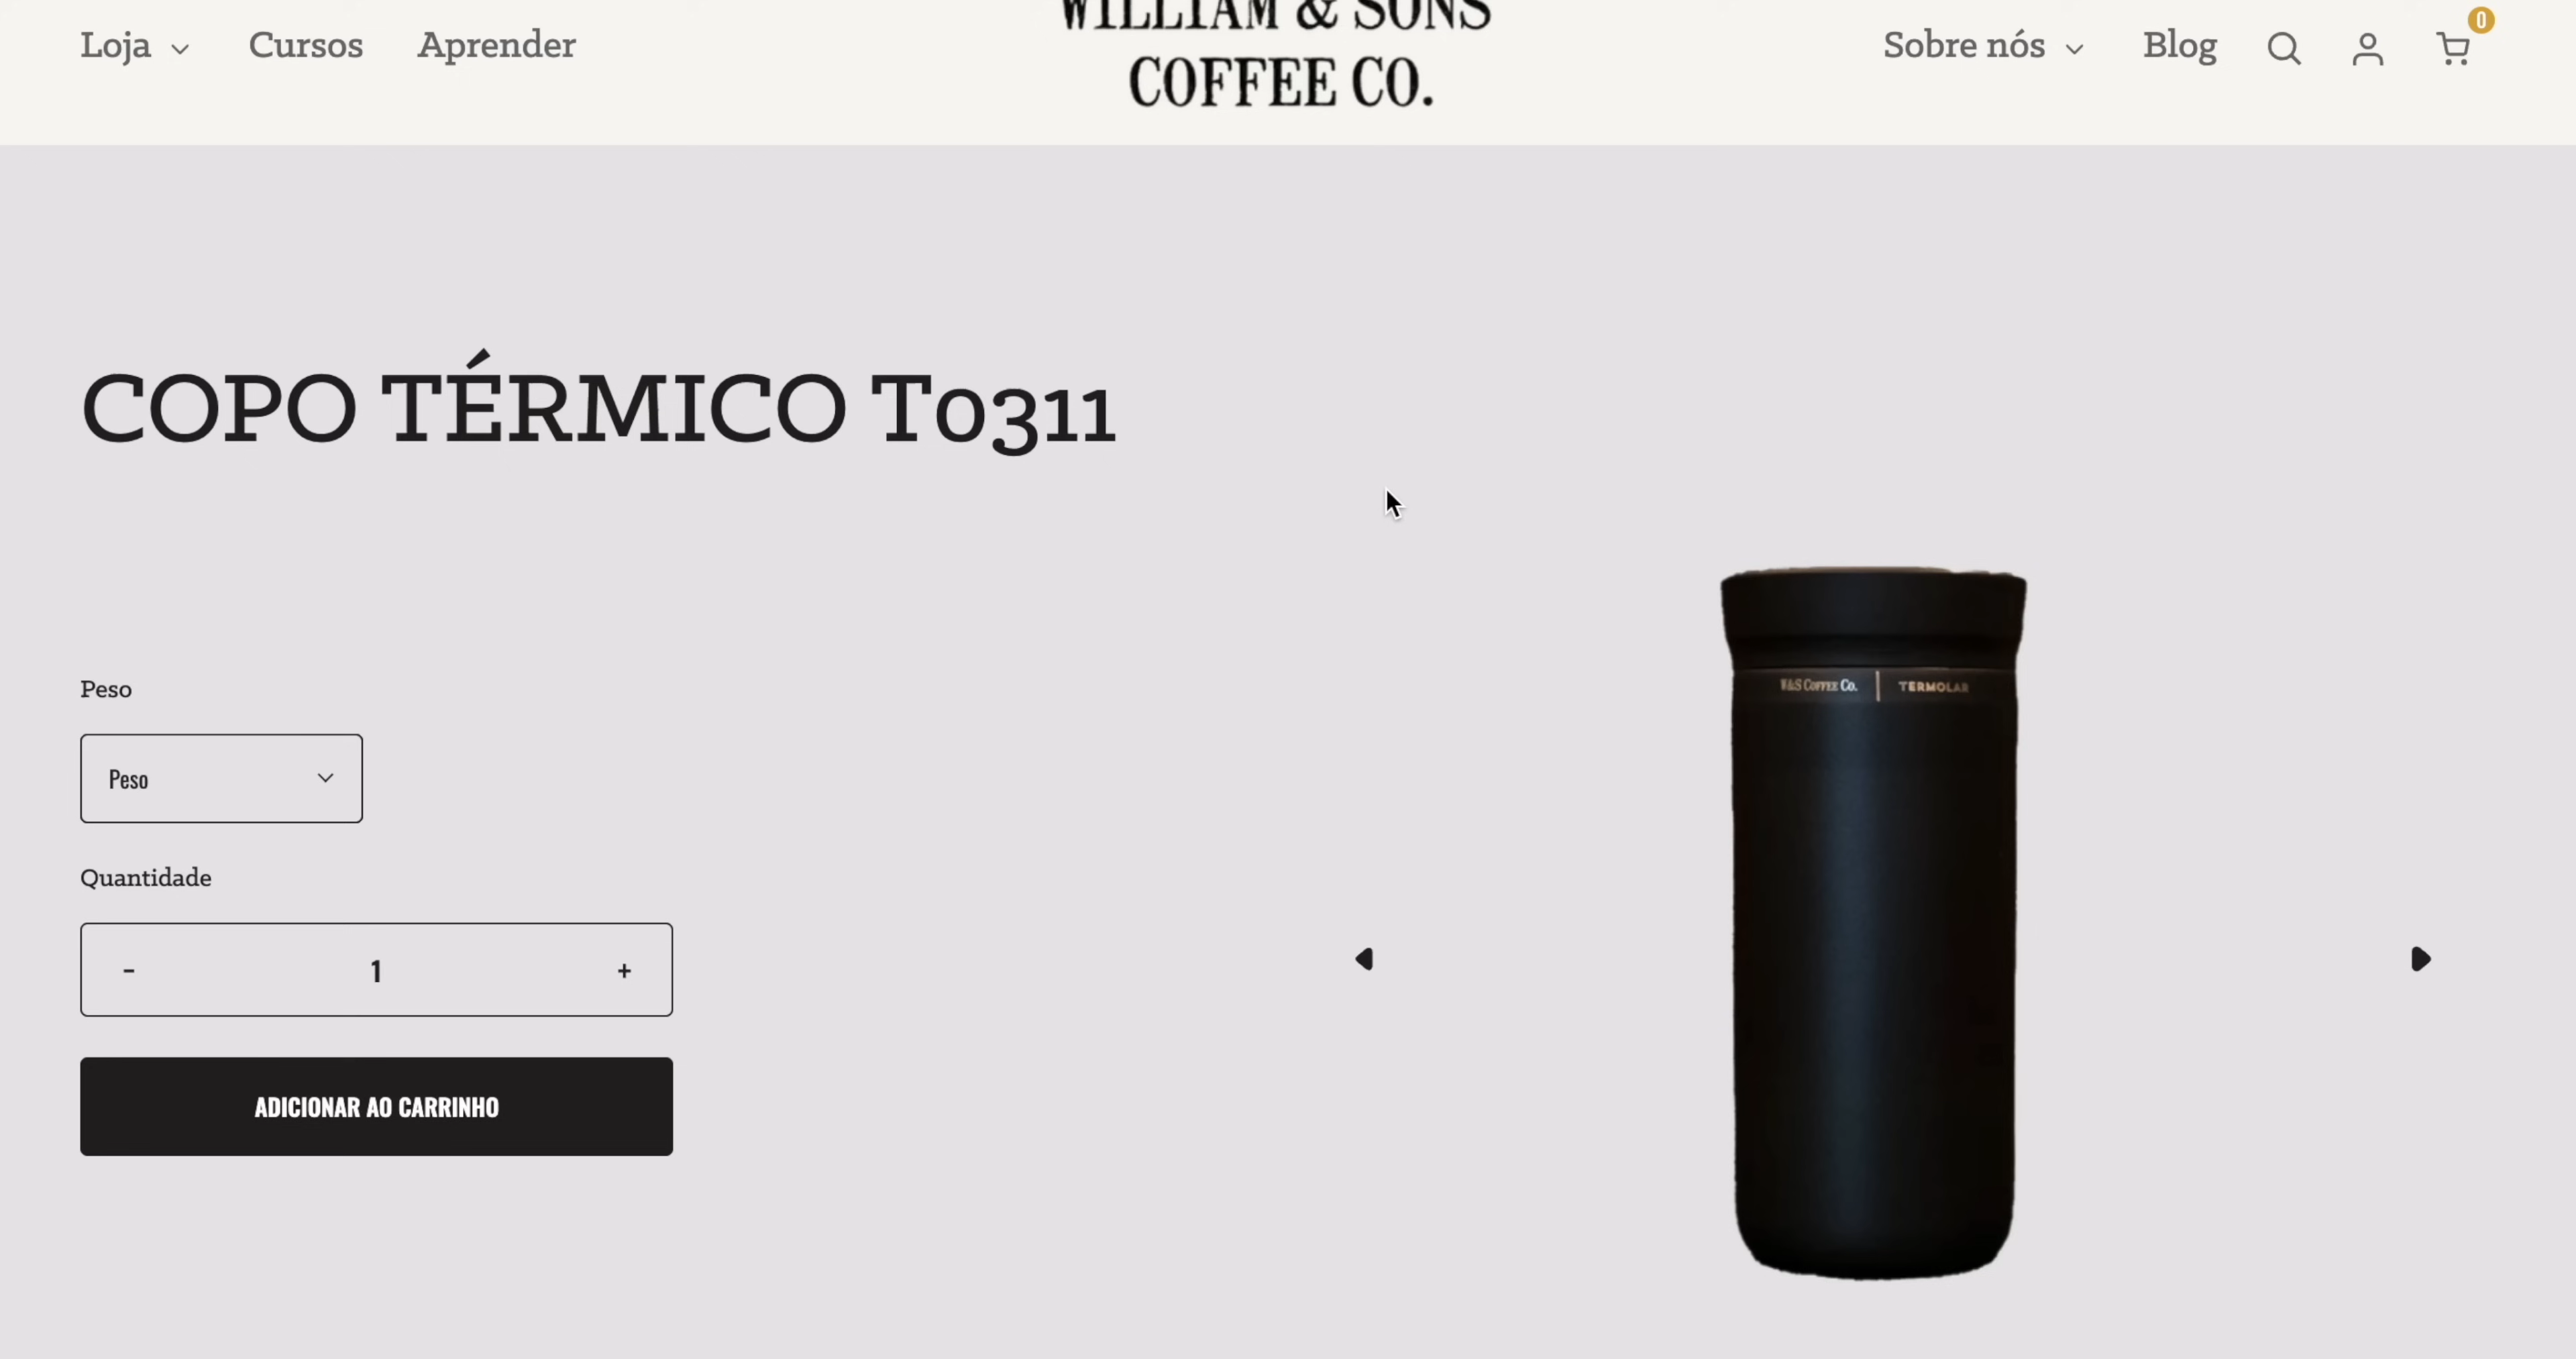 Loja
Cursos
Aprender
WILLIAM & SONS
COFFEE CO.
Sobre nós
Blog
0
COPO TÉRMICO T0311
Peso
Peso
Quantidade
-
1
+
ADICIONAR AO CARRINHO
W&S COFFEE CO. | TERMOLAR